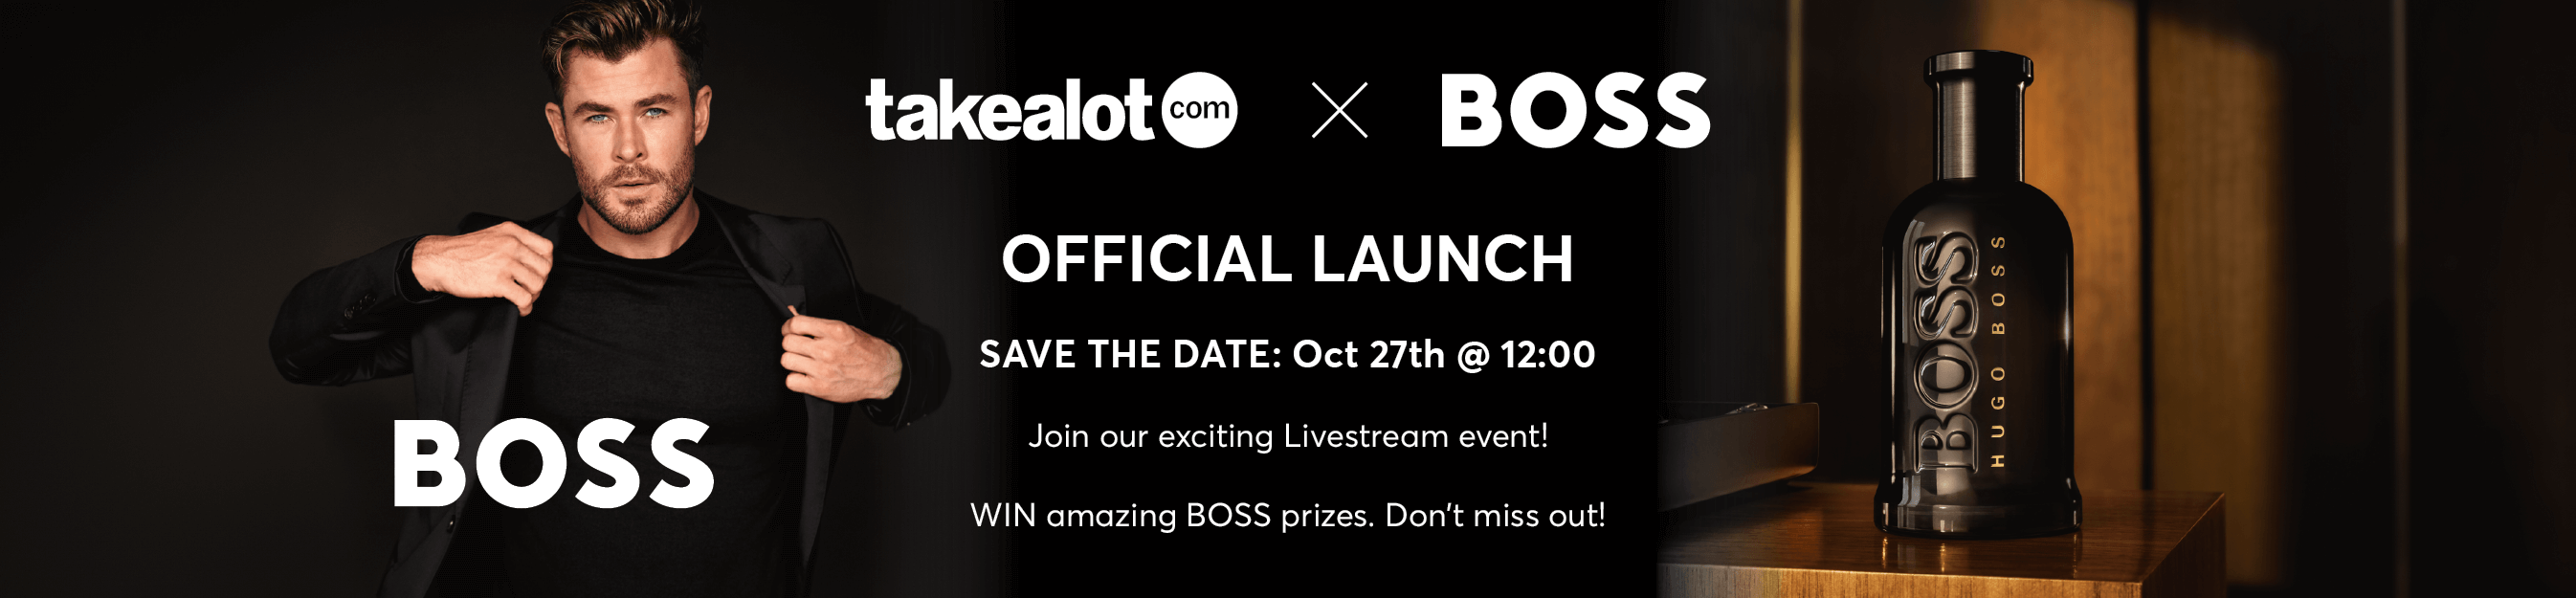 takealot com X BOSS
OFFICIAL LAUNCH
SAVE THE DATE: Oct 27th @ 12:00
Join our exciting Livestream event!
WIN amazing BOSS prizes. Don't miss out!
BOSS
BOSS
HUGO BOSS